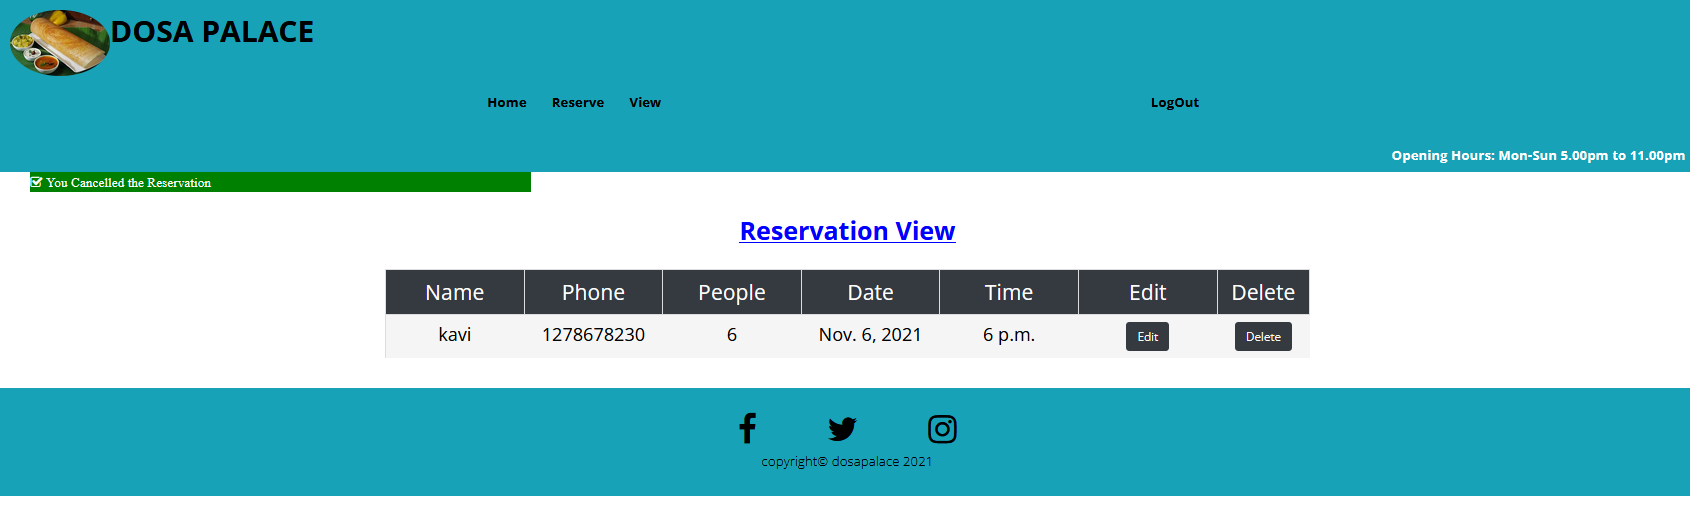 DOSA PALACE
Home Reserve View LogOut
Opening Hours: Mon-Sun 5.00pm to 11.00pm
You Cancelled the Reservation
Reservation View
Name Phone People Date Time Edit Delete
kavi 1278678230 6 Nov. 6, 2021 6 p.m. Edit Delete
copyright© dosapalace 2021